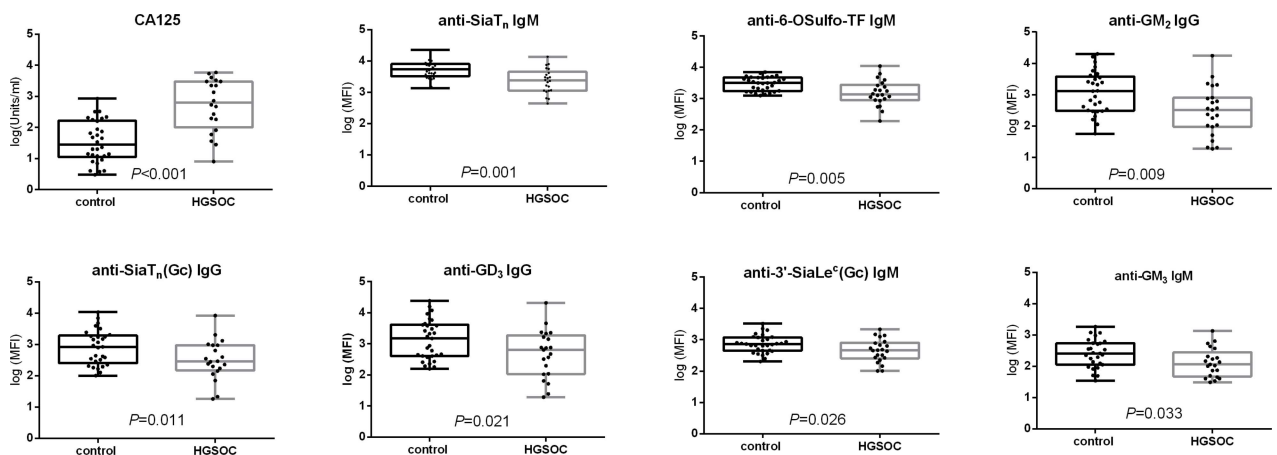 CA125
log(Units/ml)
5
4
3
2
1
0
P<0.001
control
HGSOC
anti-SiaTn IgM
log (MFI)
5
4
3
2
1
0
P=0.001
control
HGSOC
anti-6-OSulfo-TF IgM
log (MFI)
5
4
3
2
1
0
P=0.005
control
HGSOC
anti-GM2 IgG
log (MFI)
5
4
3
2
1
0
P=0.009
control
HGSOC
anti-SiaTn(Gc) IgG
log (MFI)
5
4
3
2
1
0
P=0.011
control
HGSOC
anti-GD3 IgG
log (MFI)
5
4
3
2
1
0
P=0.021
control
HGSOC
anti-3'-SiaLec(Gc) IgM
log (MFI)
5
4
3
2
1
0
P=0.026
control
HGSOC
anti-GM3 IgM
log (MFI)
5
4
3
2
1
0
P=0.033
control
HGSOC